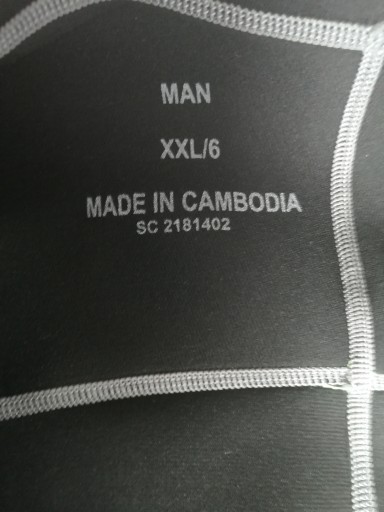 MAN
XXL/6
MADE IN CAMBODIA
SC 2181402